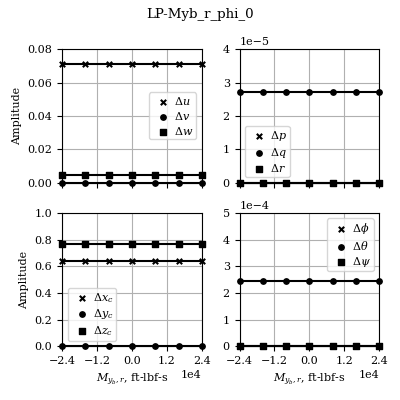 LP-Myb_r_phi_0
1e−5
0.08
0.06
0.04
0.02
0.00
Amplitude
Δu
Δv
Δw
4
3
2
1
0
Δp
Δq
Δr
1e−4
1.0
0.8
0.6
0.4
0.2
0.0
Amplitude
Δx_c
Δy_c
Δz_c
−2.4 −1.2 0.0 1.2 2.4
1e4
M_{y_b, r}, ft-lbf-s
5
4
3
2
1
0
Δϕ
Δθ
Δψ
−2.4 −1.2 0.0 1.2 2.4
1e4
M_{y_b, r}, ft-lbf-s